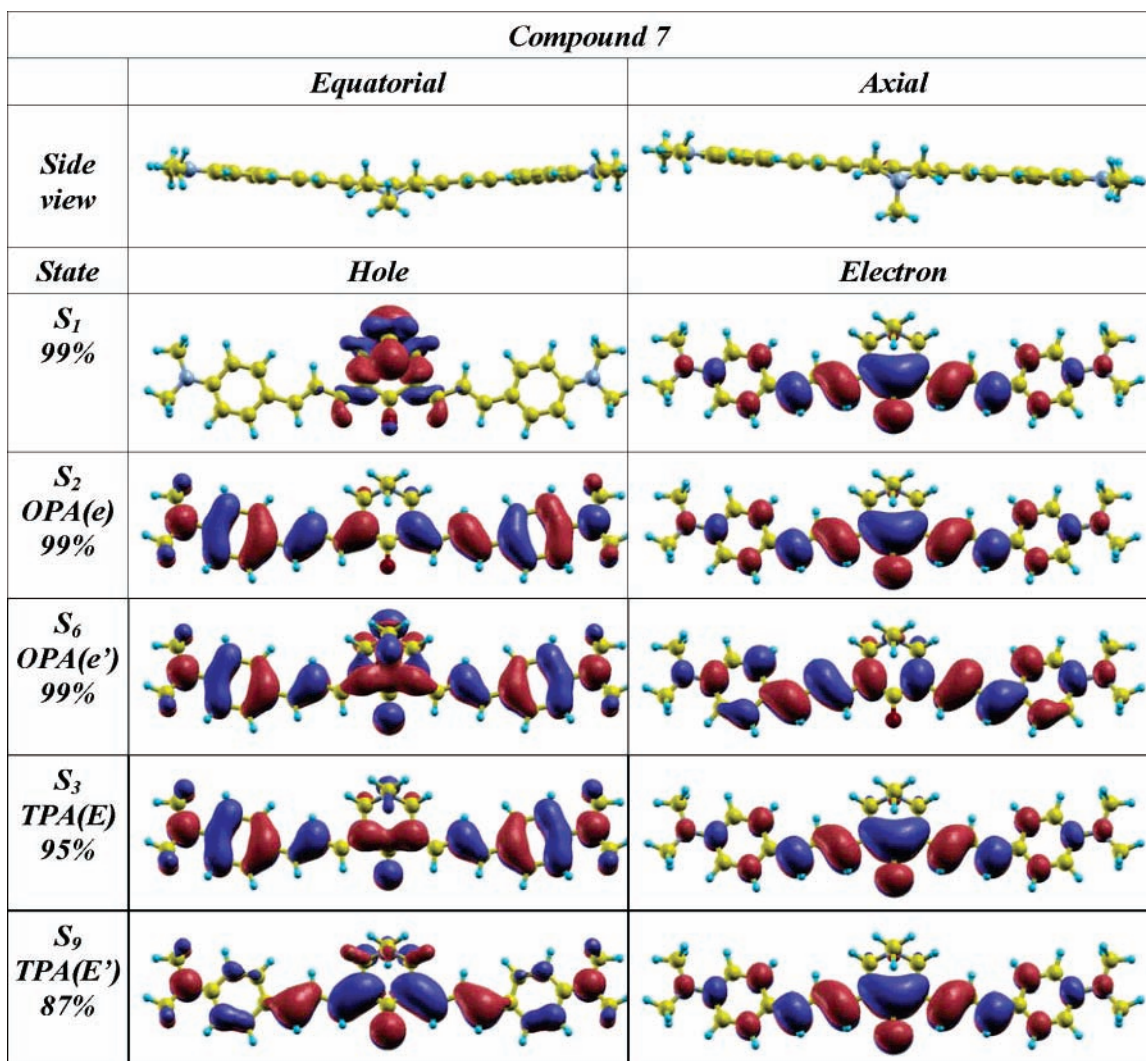 Compound 7
Equatorial Axial
Side
view
State Hole Electron
S₁
99%
S₂
OPA(e)
99%
S₆
OPA(e’)
99%
S₃
TPA(E)
95%
S₉
TPA(E’)
87%